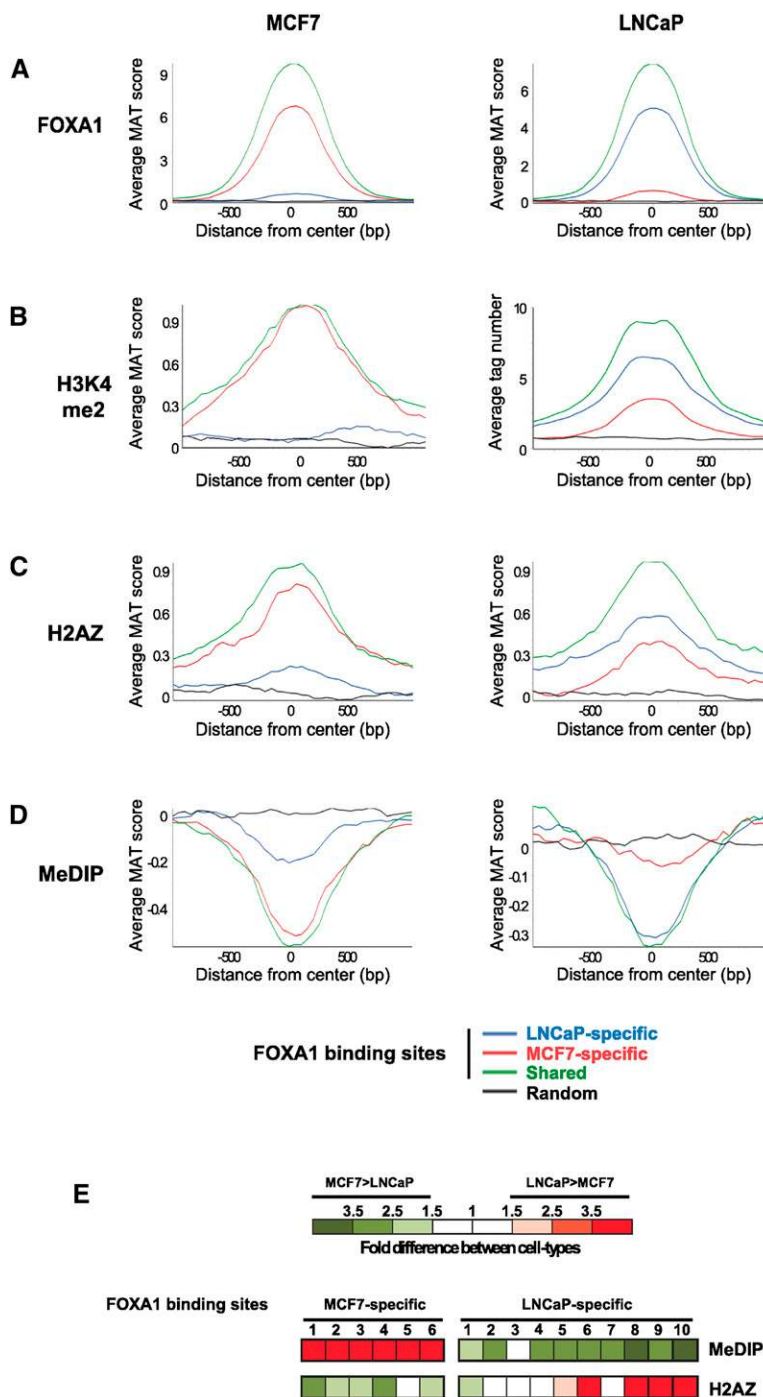 MCF7 LNCaP
A
FOXA1
Average MAT score
9
6
3
0
-500 0 500
Distance from center (bp)
Average MAT score
6
4
2
0
-500 0 500
Distance from center (bp)
B
H3K4
me2
Average MAT score
0.9
0.6
0.3
0
-500 0 500
Distance from center (bp)
Average tag number
10
5
0
-500 0 500
Distance from center (bp)
C
H2AZ
Average MAT score
0.9
0.6
0.3
0
-500 0 500
Distance from center (bp)
Average MAT score
0.9
0.6
0.3
0
-500 0 500
Distance from center (bp)
D
MeDIP
Average MAT score
0
-0.2
-0.4
-500 0 500
Distance from center (bp)
Average MAT score
0
-0.1
-0.2
-0.3
-500 0 500
Distance from center (bp)
FOXA1 binding sites
LNCaP-specific
MCF7-specific
Shared
Random
E
MCF7>LNCaP LNCaP>MCF7
3.5 2.5 1.5 1 1.5 2.5 3.5
Fold difference between cell-types
FOXA1 binding sites MCF7-specific LNCaP-specific
1 2 3 4 5 6 1 2 3 4 5 6 7 8 9 10
MeDIP
H2AZ